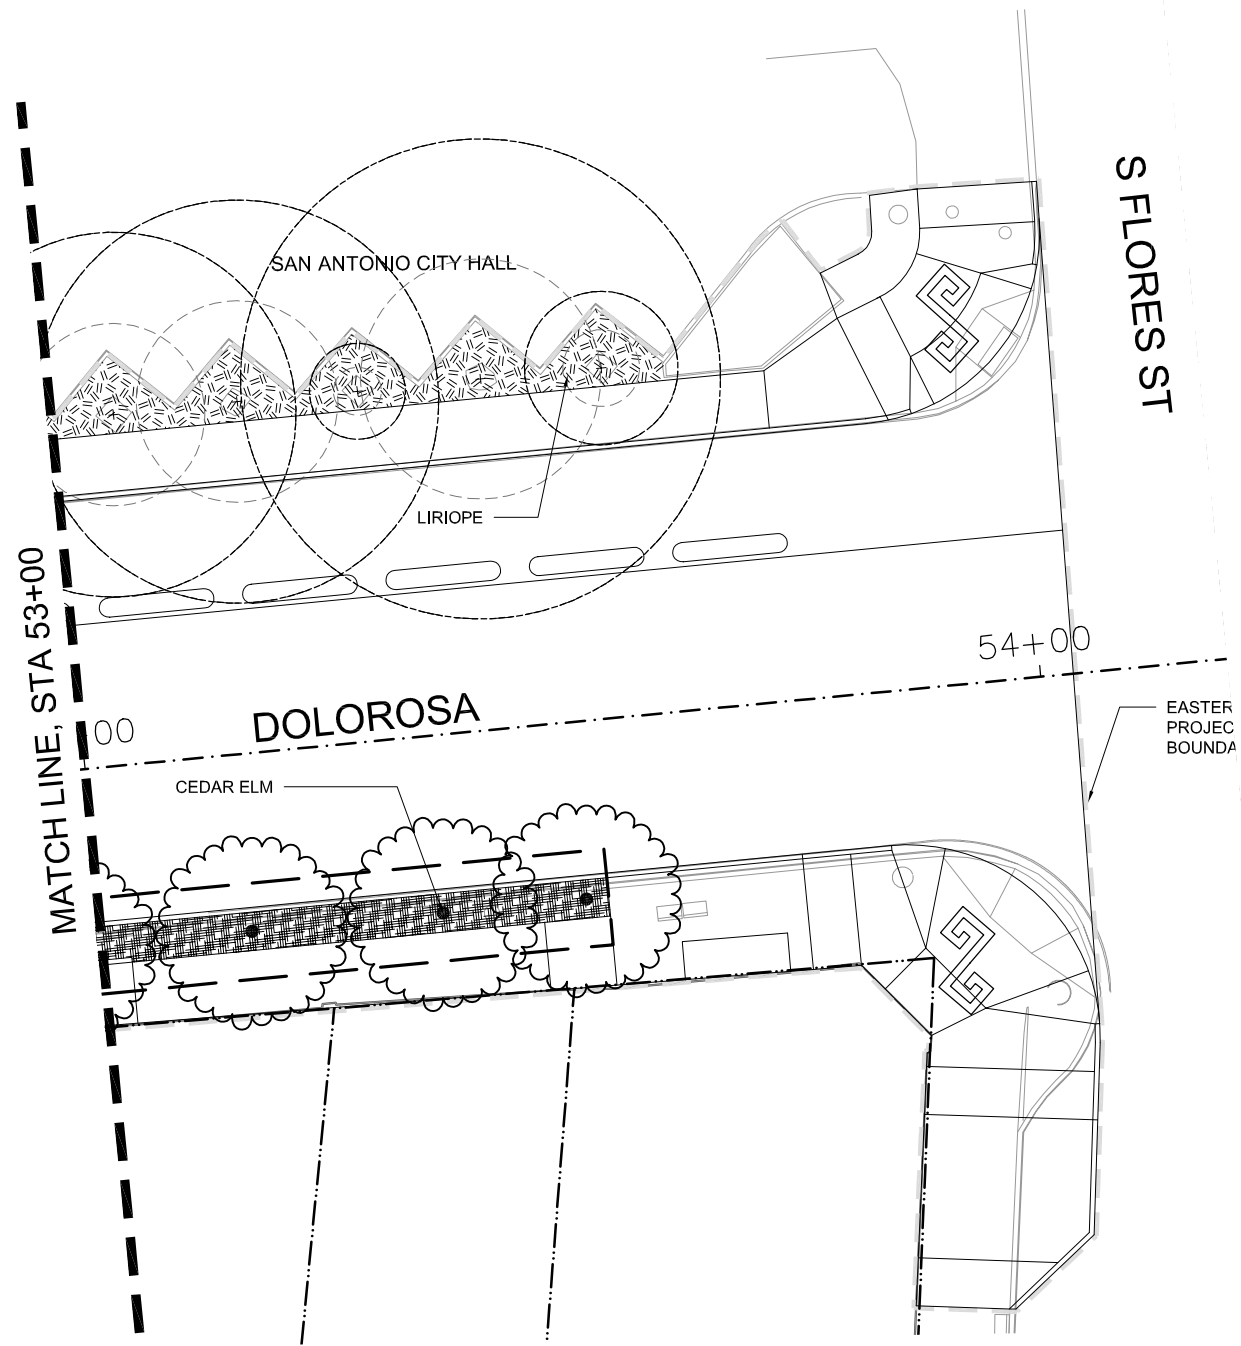 S FLORES ST
SAN ANTONIO CITY HALL
LIRIOPE
MATCH LINE, STA 53+00
54+00
00
DOLOROSA
EASTER
PROJEC
BOUNDA
CEDAR ELM